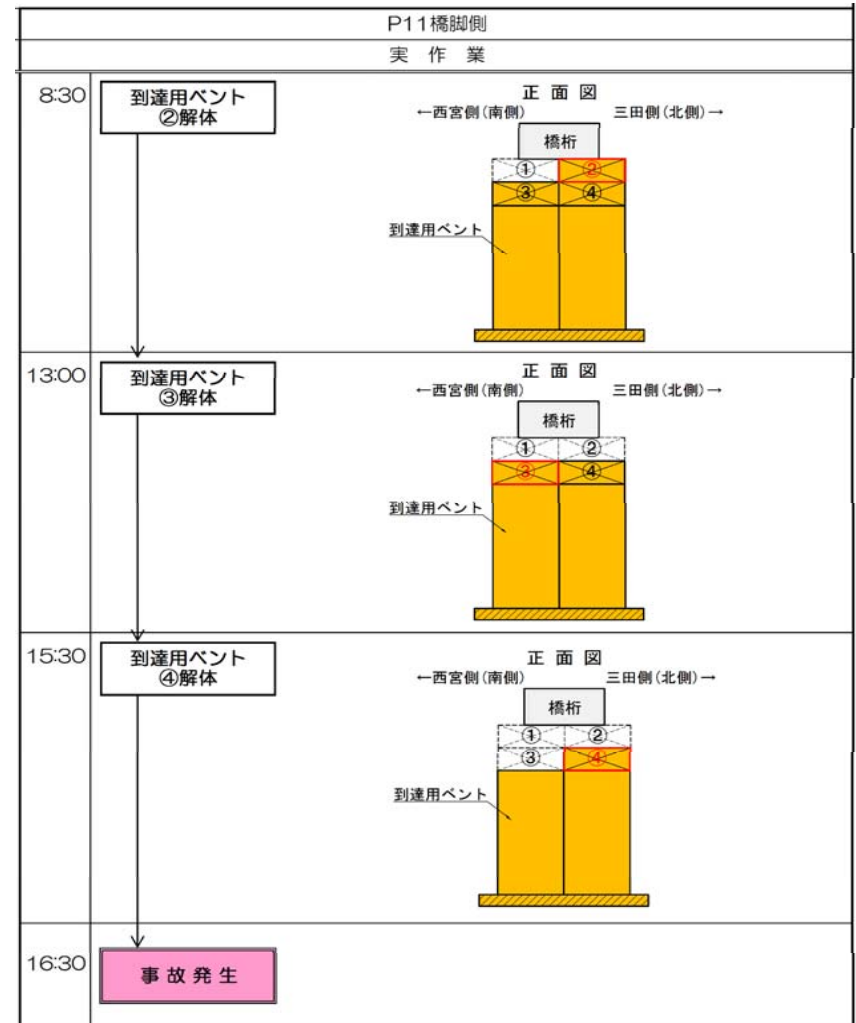 P11橋脚側
実 作 業
8:30
到達用ベント
②解体
正 面 図
←西宮側(南側)
三田側(北側)→
橋桁
①
②
③
④
到達用ベント
13:00
到達用ベント
③解体
正 面 図
←西宮側(南側)
三田側(北側)→
橋桁
①
②
③
④
到達用ベント
15:30
到達用ベント
④解体
正 面 図
←西宮側(南側)
三田側(北側)→
橋桁
①
②
③
④
到達用ベント
16:30
事 故 発 生